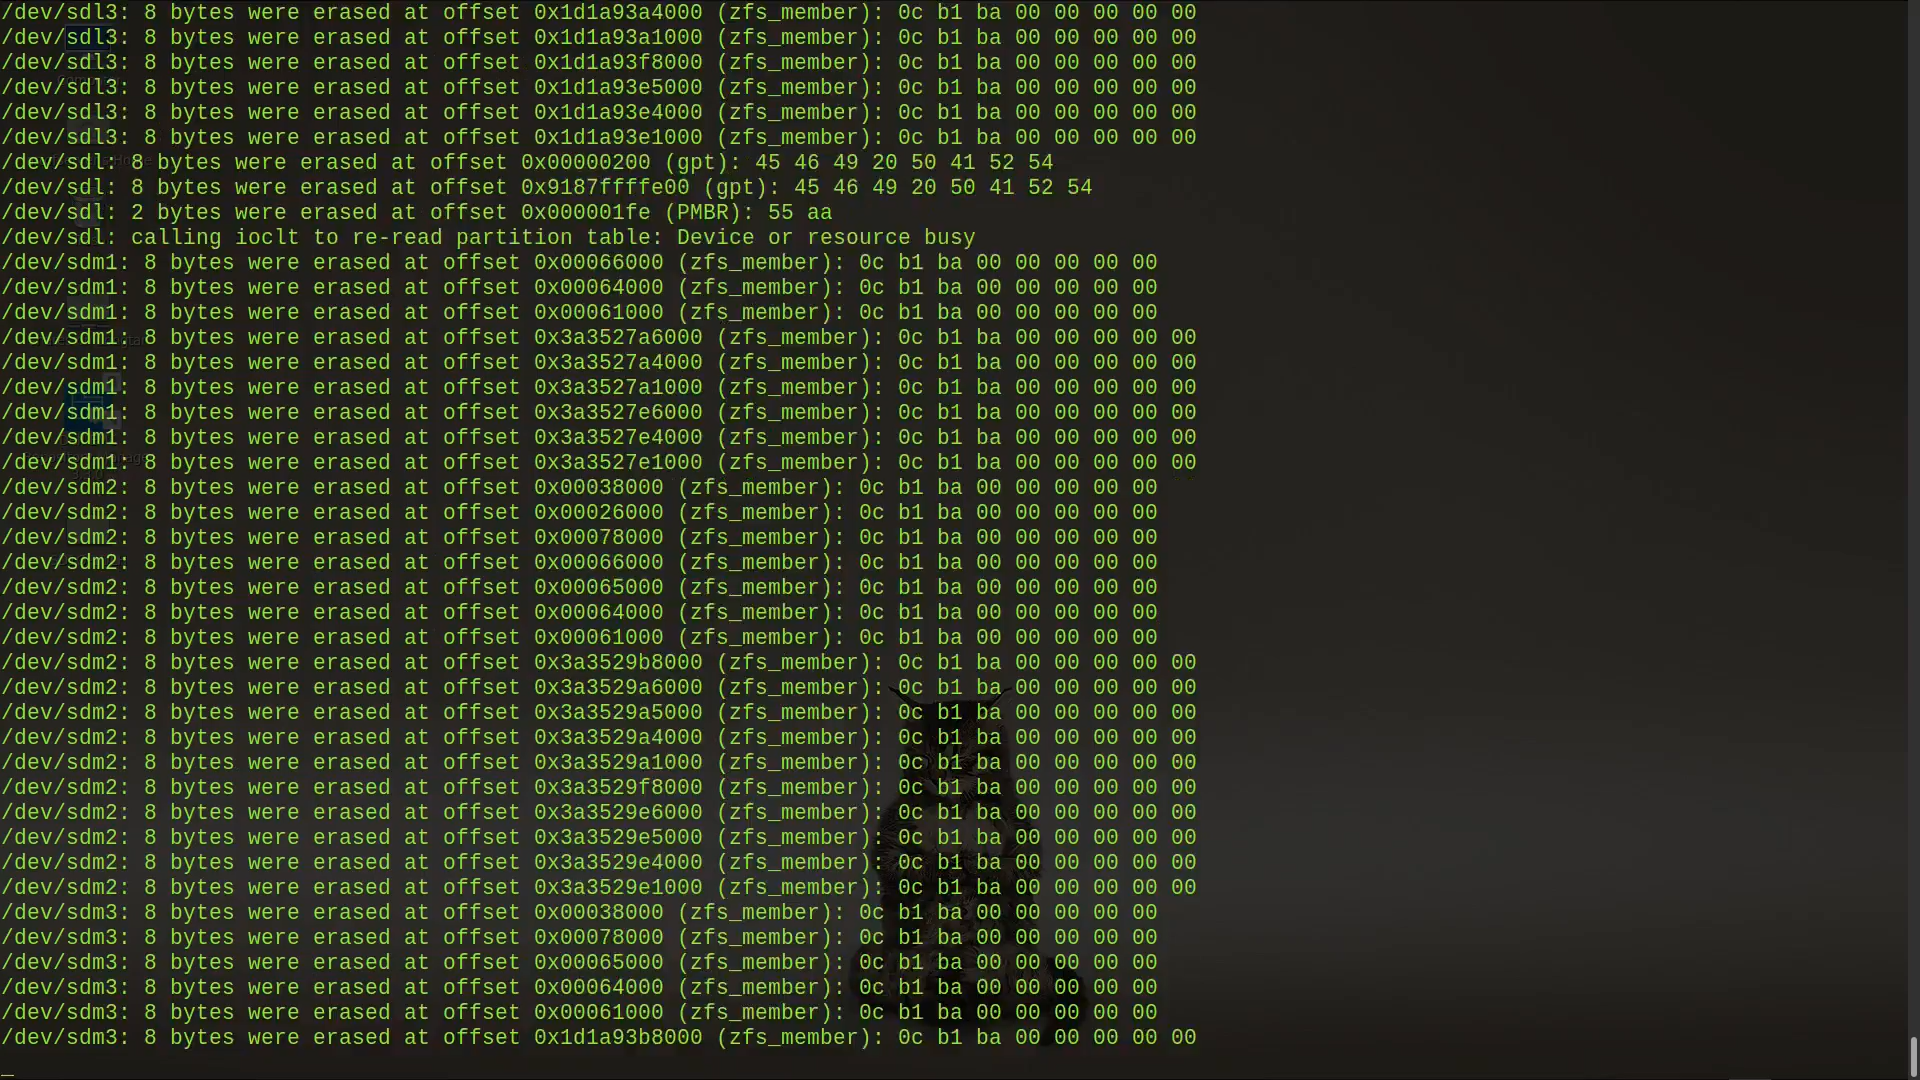 /dev/sdl3: 8 bytes were erased at offset 0x1d1a93a4000 (zfs_member): 0c b1 ba 00 00 00 00 00
/dev/sdl3: 8 bytes were erased at offset 0x1d1a93a1000 (zfs_member): 0c b1 ba 00 00 00 00 00
/dev/sdl3: 8 bytes were erased at offset 0x1d1a93f8000 (zfs_member): 0c b1 ba 00 00 00 00 00
/dev/sdl3: 8 bytes were erased at offset 0x1d1a93e5000 (zfs_member): 0c b1 ba 00 00 00 00 00
/dev/sdl3: 8 bytes were erased at offset 0x1d1a93e4000 (zfs_member): 0c b1 ba 00 00 00 00 00
/dev/sdl3: 8 bytes were erased at offset 0x1d1a93e1000 (zfs_member): 0c b1 ba 00 00 00 00 00
/dev/sdl: 8 bytes were erased at offset 0x00000200 (gpt): 45 46 49 20 50 41 52 54
/dev/sdl: 8 bytes were erased at offset 0x9187ffffe00 (gpt): 45 46 49 20 50 41 52 54
/dev/sdl: 2 bytes were erased at offset 0x000001fe (PMBR): 55 aa
/dev/sdl: calling ioclt to re-read partition table: Device or resource busy
/dev/sdm1: 8 bytes were erased at offset 0x00066000 (zfs_member): 0c b1 ba 00 00 00 00 00
/dev/sdm1: 8 bytes were erased at offset 0x00064000 (zfs_member): 0c b1 ba 00 00 00 00 00
/dev/sdm1: 8 bytes were erased at offset 0x00061000 (zfs_member): 0c b1 ba 00 00 00 00 00
/dev/sdm1: 8 bytes were erased at offset 0x3a3527a6000 (zfs_member): 0c b1 ba 00 00 00 00 00
/dev/sdm1: 8 bytes were erased at offset 0x3a3527a4000 (zfs_member): 0c b1 ba 00 00 00 00 00
/dev/sdm1: 8 bytes were erased at offset 0x3a3527a1000 (zfs_member): 0c b1 ba 00 00 00 00 00
/dev/sdm1: 8 bytes were erased at offset 0x3a3527e6000 (zfs_member): 0c b1 ba 00 00 00 00 00
/dev/sdm1: 8 bytes were erased at offset 0x3a3527e4000 (zfs_member): 0c b1 ba 00 00 00 00 00
/dev/sdm1: 8 bytes were erased at offset 0x3a3527e1000 (zfs_member): 0c b1 ba 00 00 00 00 00
/dev/sdm2: 8 bytes were erased at offset 0x00038000 (zfs_member): 0c b1 ba 00 00 00 00 00
/dev/sdm2: 8 bytes were erased at offset 0x00026000 (zfs_member): 0c b1 ba 00 00 00 00 00
/dev/sdm2: 8 bytes were erased at offset 0x00078000 (zfs_member): 0c b1 ba 00 00 00 00 00
/dev/sdm2: 8 bytes were erased at offset 0x00066000 (zfs_member): 0c b1 ba 00 00 00 00 00
/dev/sdm2: 8 bytes were erased at offset 0x00065000 (zfs_member): 0c b1 ba 00 00 00 00 00
/dev/sdm2: 8 bytes were erased at offset 0x00064000 (zfs_member): 0c b1 ba 00 00 00 00 00
/dev/sdm2: 8 bytes were erased at offset 0x00061000 (zfs_member): 0c b1 ba 00 00 00 00 00
/dev/sdm2: 8 bytes were erased at offset 0x3a3529b8000 (zfs_member): 0c b1 ba 00 00 00 00 00
/dev/sdm2: 8 bytes were erased at offset 0x3a3529a6000 (zfs_member): 0c b1 ba 00 00 00 00 00
/dev/sdm2: 8 bytes were erased at offset 0x3a3529a5000 (zfs_member): 0c b1 ba 00 00 00 00 00
/dev/sdm2: 8 bytes were erased at offset 0x3a3529a4000 (zfs_member): 0c b1 ba 00 00 00 00 00
/dev/sdm2: 8 bytes were erased at offset 0x3a3529a1000 (zfs_member): 0c b1 ba 00 00 00 00 00
/dev/sdm2: 8 bytes were erased at offset 0x3a3529f8000 (zfs_member): 0c b1 ba 00 00 00 00 00
/dev/sdm2: 8 bytes were erased at offset 0x3a3529e6000 (zfs_member): 0c b1 ba 00 00 00 00 00
/dev/sdm2: 8 bytes were erased at offset 0x3a3529e5000 (zfs_member): 0c b1 ba 00 00 00 00 00
/dev/sdm2: 8 bytes were erased at offset 0x3a3529e4000 (zfs_member): 0c b1 ba 00 00 00 00 00
/dev/sdm2: 8 bytes were erased at offset 0x3a3529e1000 (zfs_member): 0c b1 ba 00 00 00 00 00
/dev/sdm3: 8 bytes were erased at offset 0x00038000 (zfs_member): 0c b1 ba 00 00 00 00 00
/dev/sdm3: 8 bytes were erased at offset 0x00078000 (zfs_member): 0c b1 ba 00 00 00 00 00
/dev/sdm3: 8 bytes were erased at offset 0x00065000 (zfs_member): 0c b1 ba 00 00 00 00 00
/dev/sdm3: 8 bytes were erased at offset 0x00064000 (zfs_member): 0c b1 ba 00 00 00 00 00
/dev/sdm3: 8 bytes were erased at offset 0x00061000 (zfs_member): 0c b1 ba 00 00 00 00 00
/dev/sdm3: 8 bytes were erased at offset 0x1d1a93b8000 (zfs_member): 0c b1 ba 00 00 00 00 00